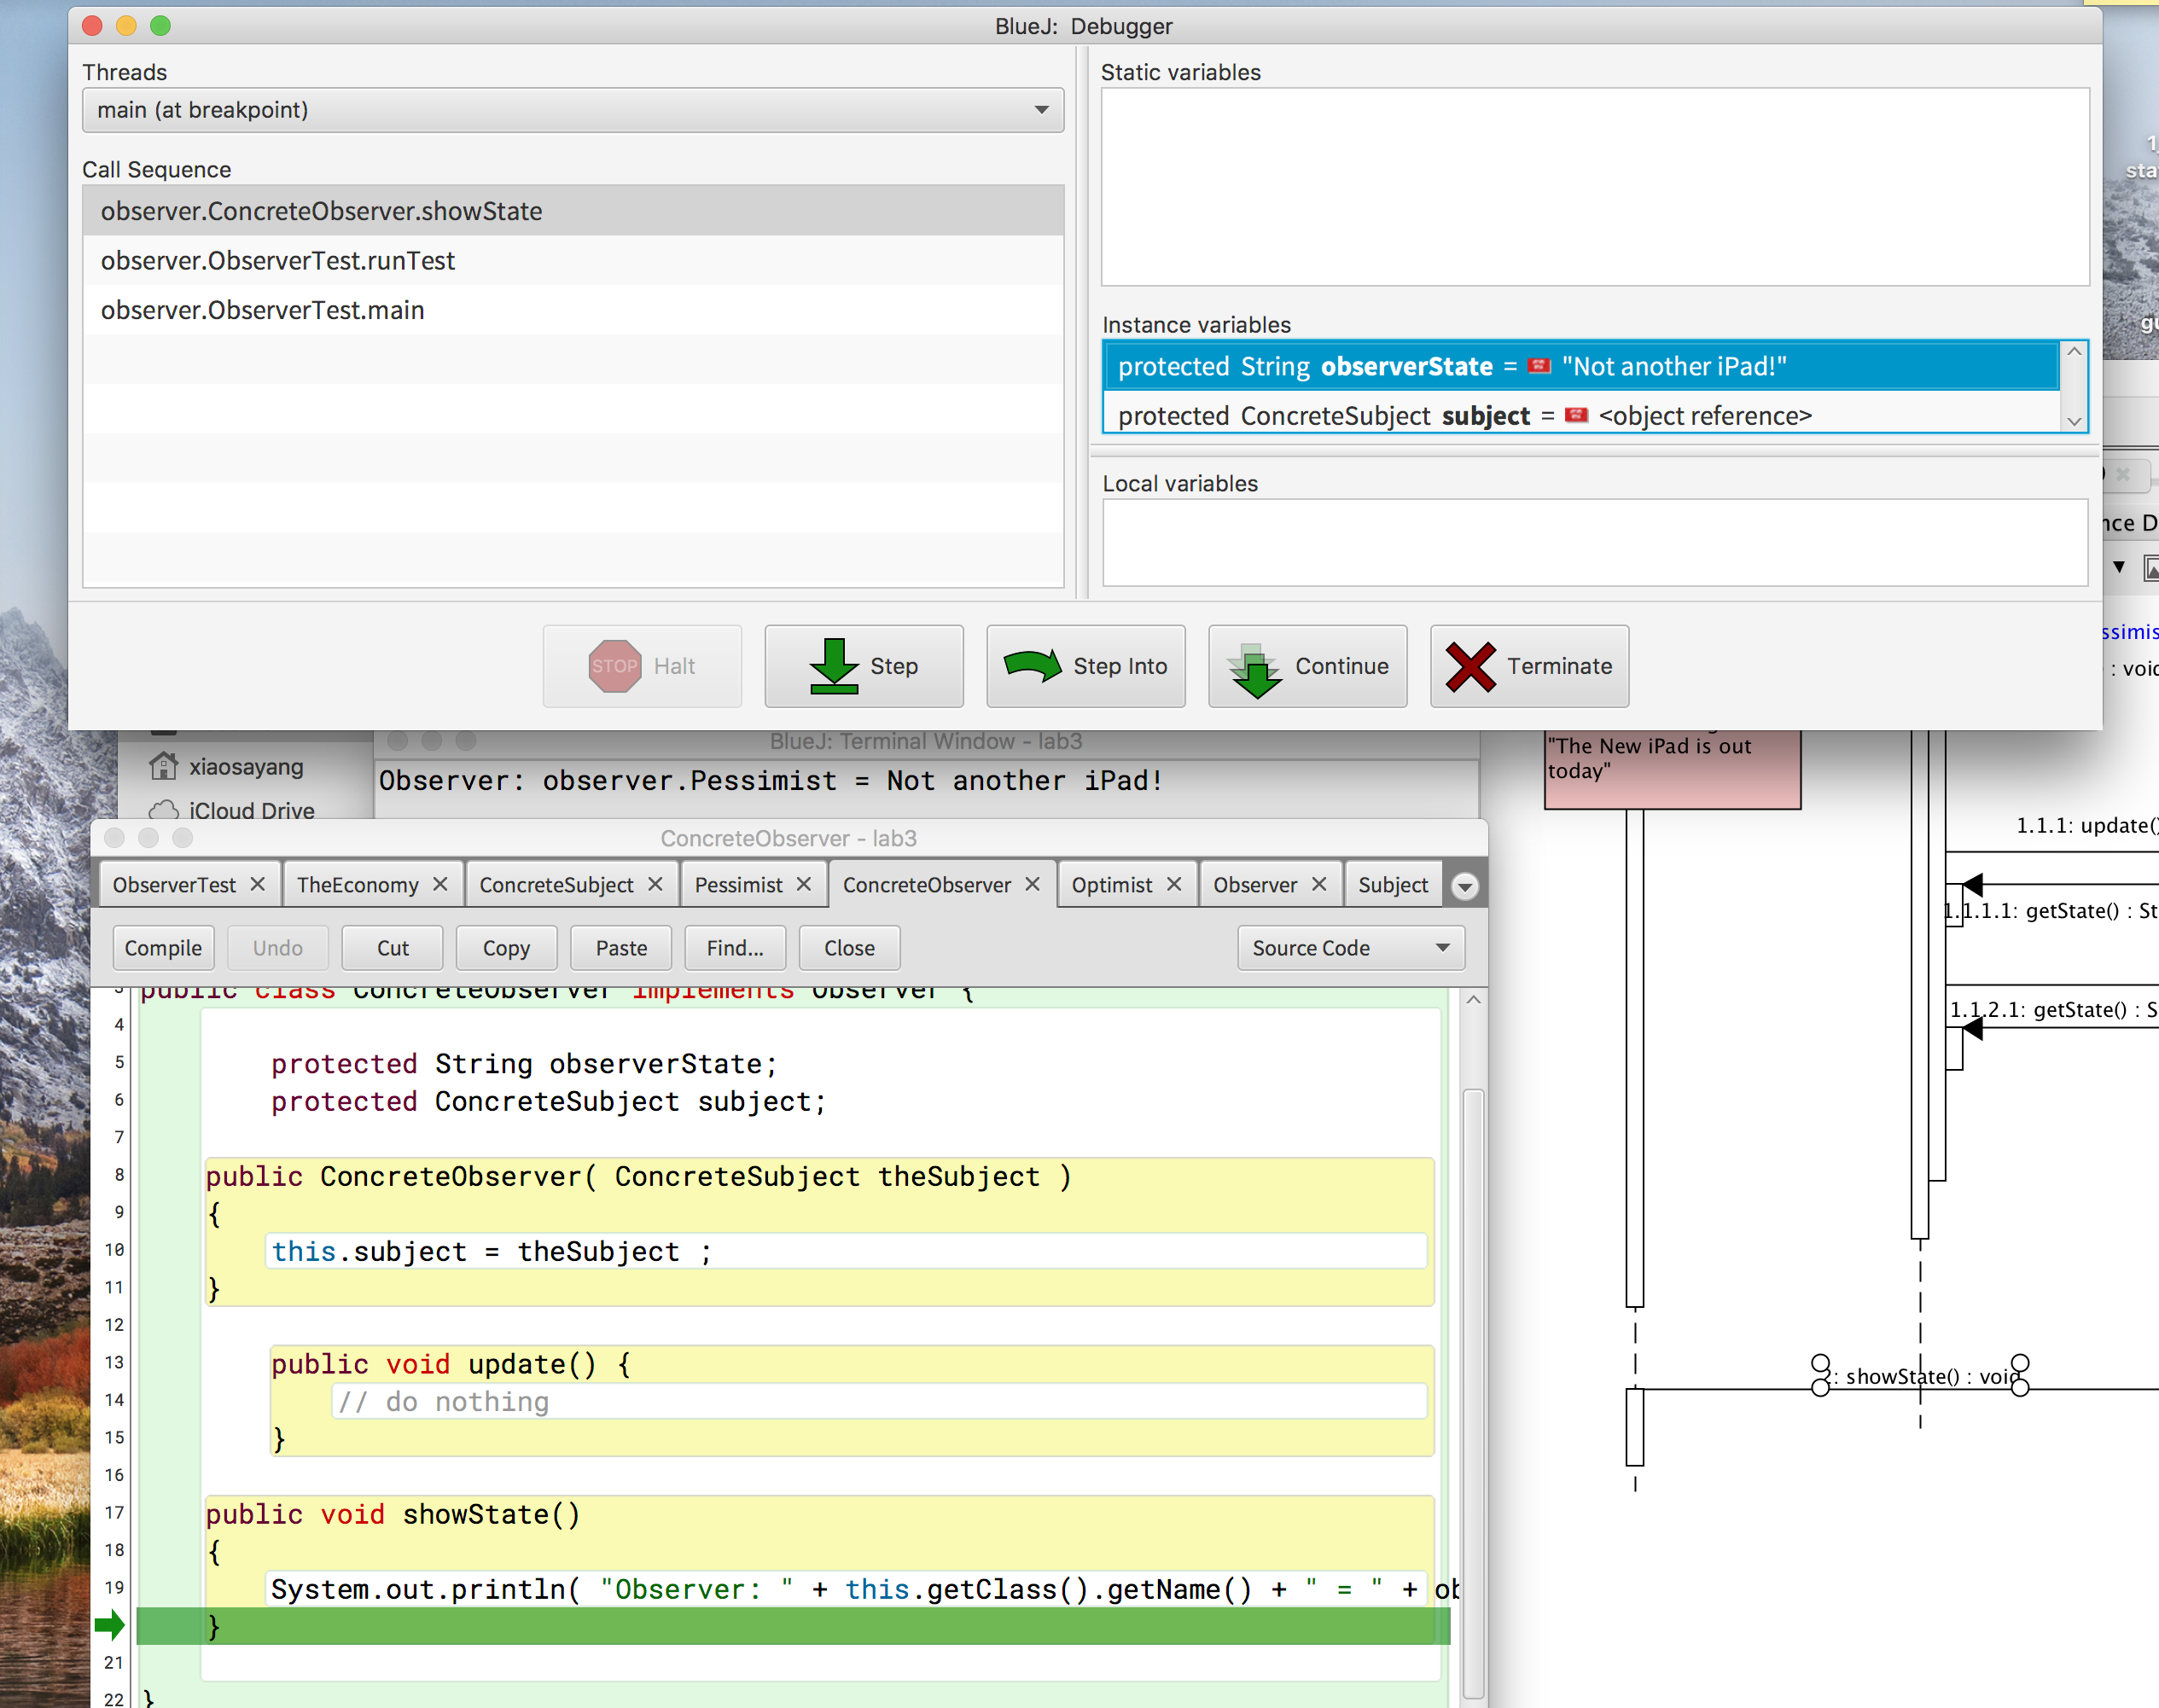 BlueJ: Debugger
Threads
main (at breakpoint)
Call Sequence
observer.ConcreteObserver.showState
observer.ObserverTest.runTest
observer.ObserverTest.main
Static variables
Instance variables
protected String observerState = "Not another iPad!"
protected ConcreteSubject subject = <object reference>
Local variables
STOP Halt
Step
Step Into
Continue
Terminate
xiaosayang
iCloud Drive
BlueJ: Terminal Window - lab3
Observer: observer.Pessimist = Not another iPad!
ConcreteObserver - lab3
ObserverTest
TheEconomy
ConcreteSubject
Pessimist
ConcreteObserver
Optimist
Observer
Subject
Compile
Undo
Cut
Copy
Paste
Find...
Close
Source Code
3 public class ConcreteObserver implements Observer {
4
5 protected String observerState;
6 protected ConcreteSubject subject;
7
8 public ConcreteObserver( ConcreteSubject theSubject )
9 {
10 this.subject = theSubject ;
11 }
12
13 public void update() {
14 // do nothing
15 }
16
17 public void showState()
18 {
19 System.out.println( "Observer: " + this.getClass().getName() + " = " + ob
}
21
22 }
"The New iPad is out
today"
1.1.1: update()
1.1.1.1: getState() : St
1.1.2.1: getState() : S
: showState() : void
: void